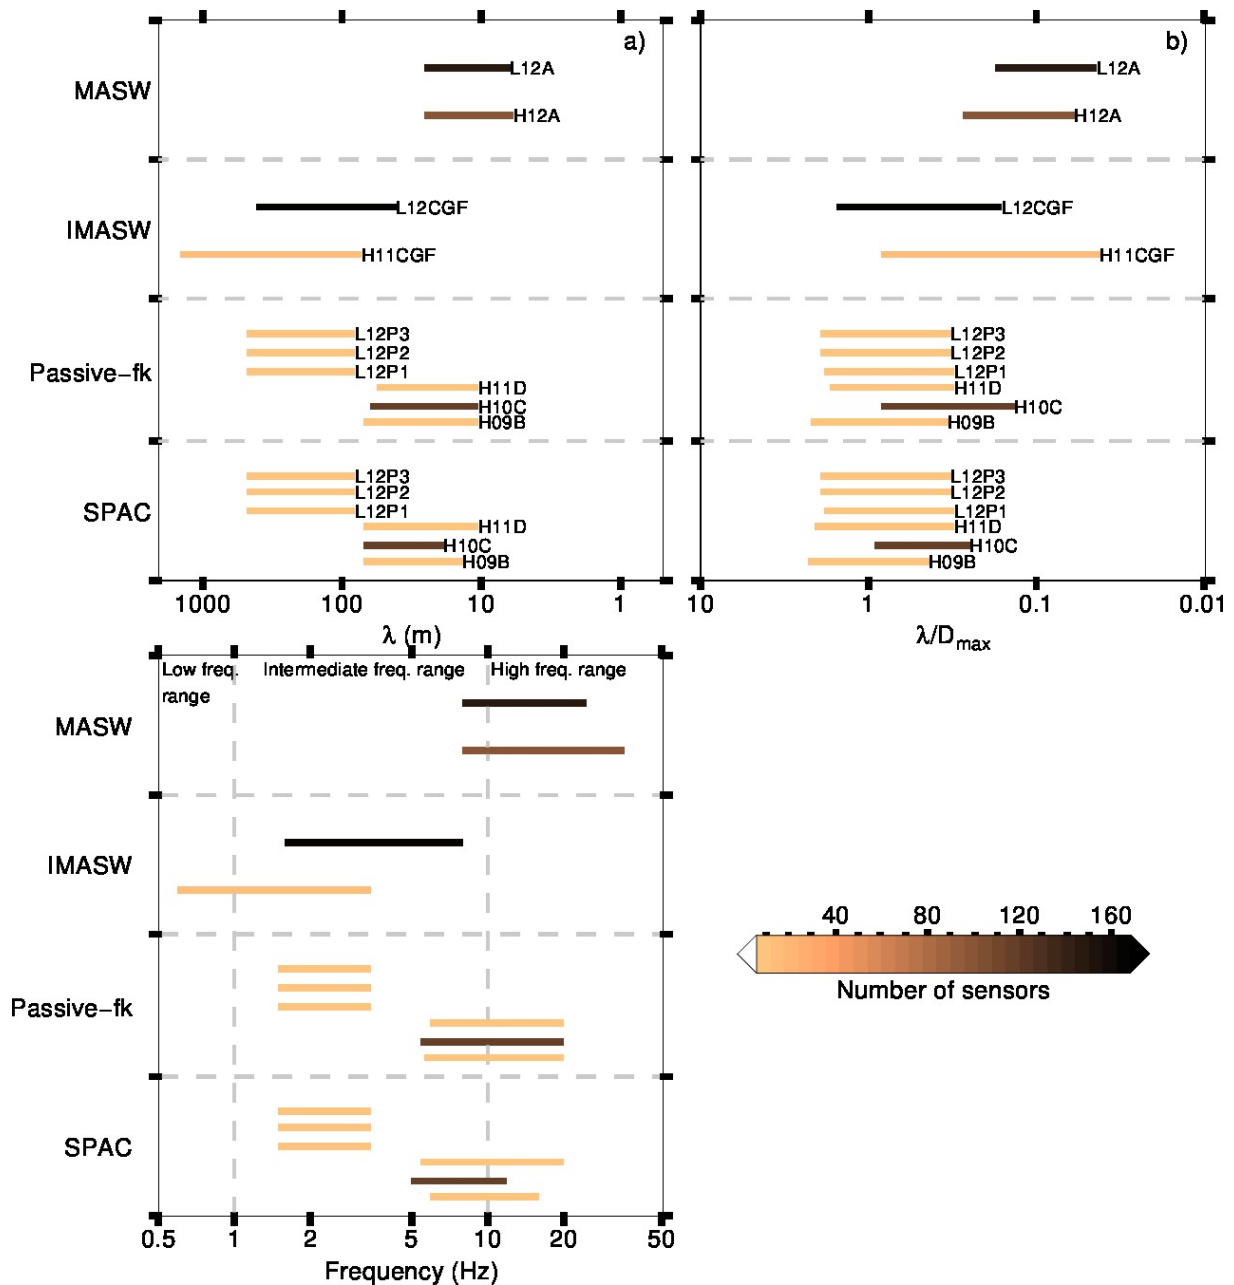 a)
MASW
L12A
H12A
IMASW
L12CGF
H11CGF
Passive-fk
L12P3
L12P2
L12P1
H11D
H10C
H09B
SPAC
L12P3
L12P2
L12P1
H11D
H10C
H09B
1000 100 10 1
λ (m)
b)
L12A
H12A
L12CGF
H11CGF
L12P3
L12P2
L12P1
H11D
H10C
H09B
L12P3
L12P2
L12P1
H11D
H10C
H09B
10 1 0.1 0.01
λ/Dmax
Low freq. range
Intermediate freq. range
High freq. range
MASW
IMASW
Passive-fk
SPAC
0.5 1 2 5 10 20 50
Frequency (Hz)
40 80 120 160
Number of sensors